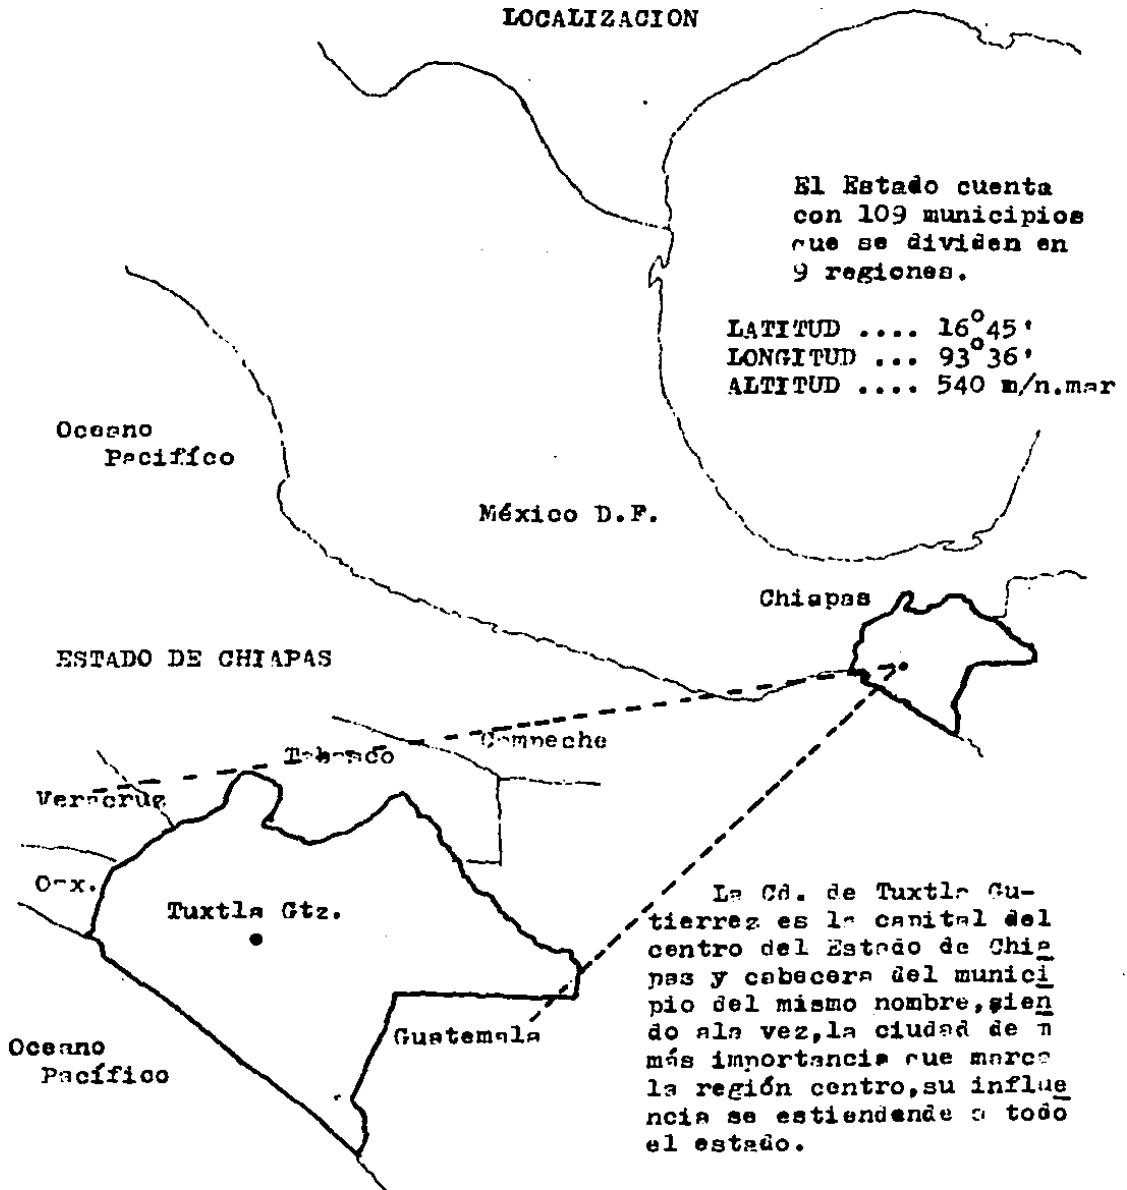 LOCALIZACION
El Estado cuenta
con 109 municipios
que se dividen en
9 regiones.
LATITUD .... 16°45'
LONGITUD ... 93°36'
ALTITUD .... 540 m/n.mar
Oceano
Pacifíco
México D.F.
Chiapas
ESTADO DE CHIAPAS
Campeche
Tabasco
Veracruz
Oax.
Tuxtla Gtz.
Guatemala
Oceano
Pacífico
La Cd. de Tuxtla Gu-
tierrez es la capital del
centro del Estado de Chia
pas y cabecera del munici
pio del mismo nombre,sien
do ala vez,la ciudad de
más importancia que marca
la región centro,su influe
ncia se estiendende a todo
el estado.